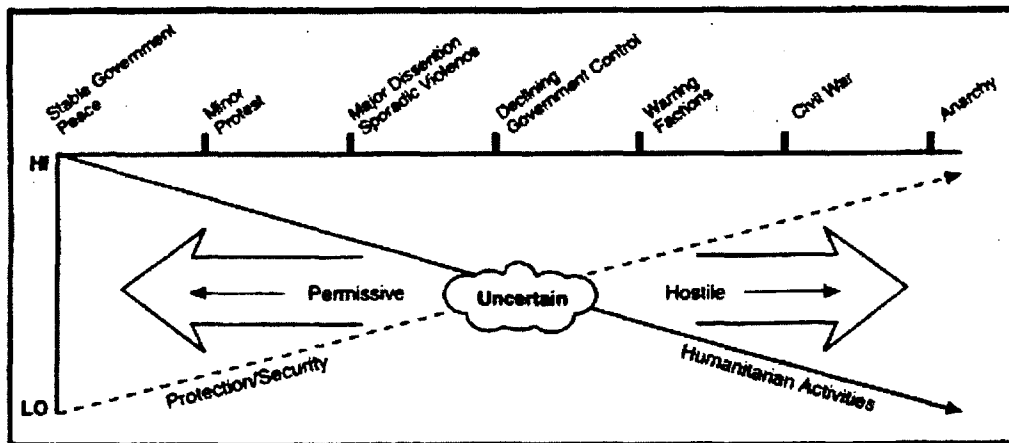 Stable Government
Peace
Minor
Protest
Major Dissention
Sporadic Violence
Declining
Government Control
Warring
Factions
Civil War
Anarchy
HI
Permissive
Uncertain
Hostile
Protection/Security
Humanitarian Activities
LO